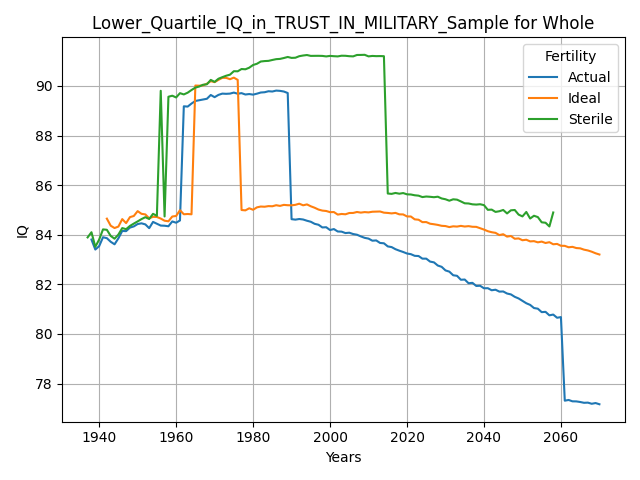 Lower_Quartile_IQ_in_TRUST_IN_MILITARY_Sample for Whole
Fertility
Actual
Ideal
Sterile
IQ
90
88
86
84
82
80
78
1940
1960
1980
2000
2020
2040
2060
Years